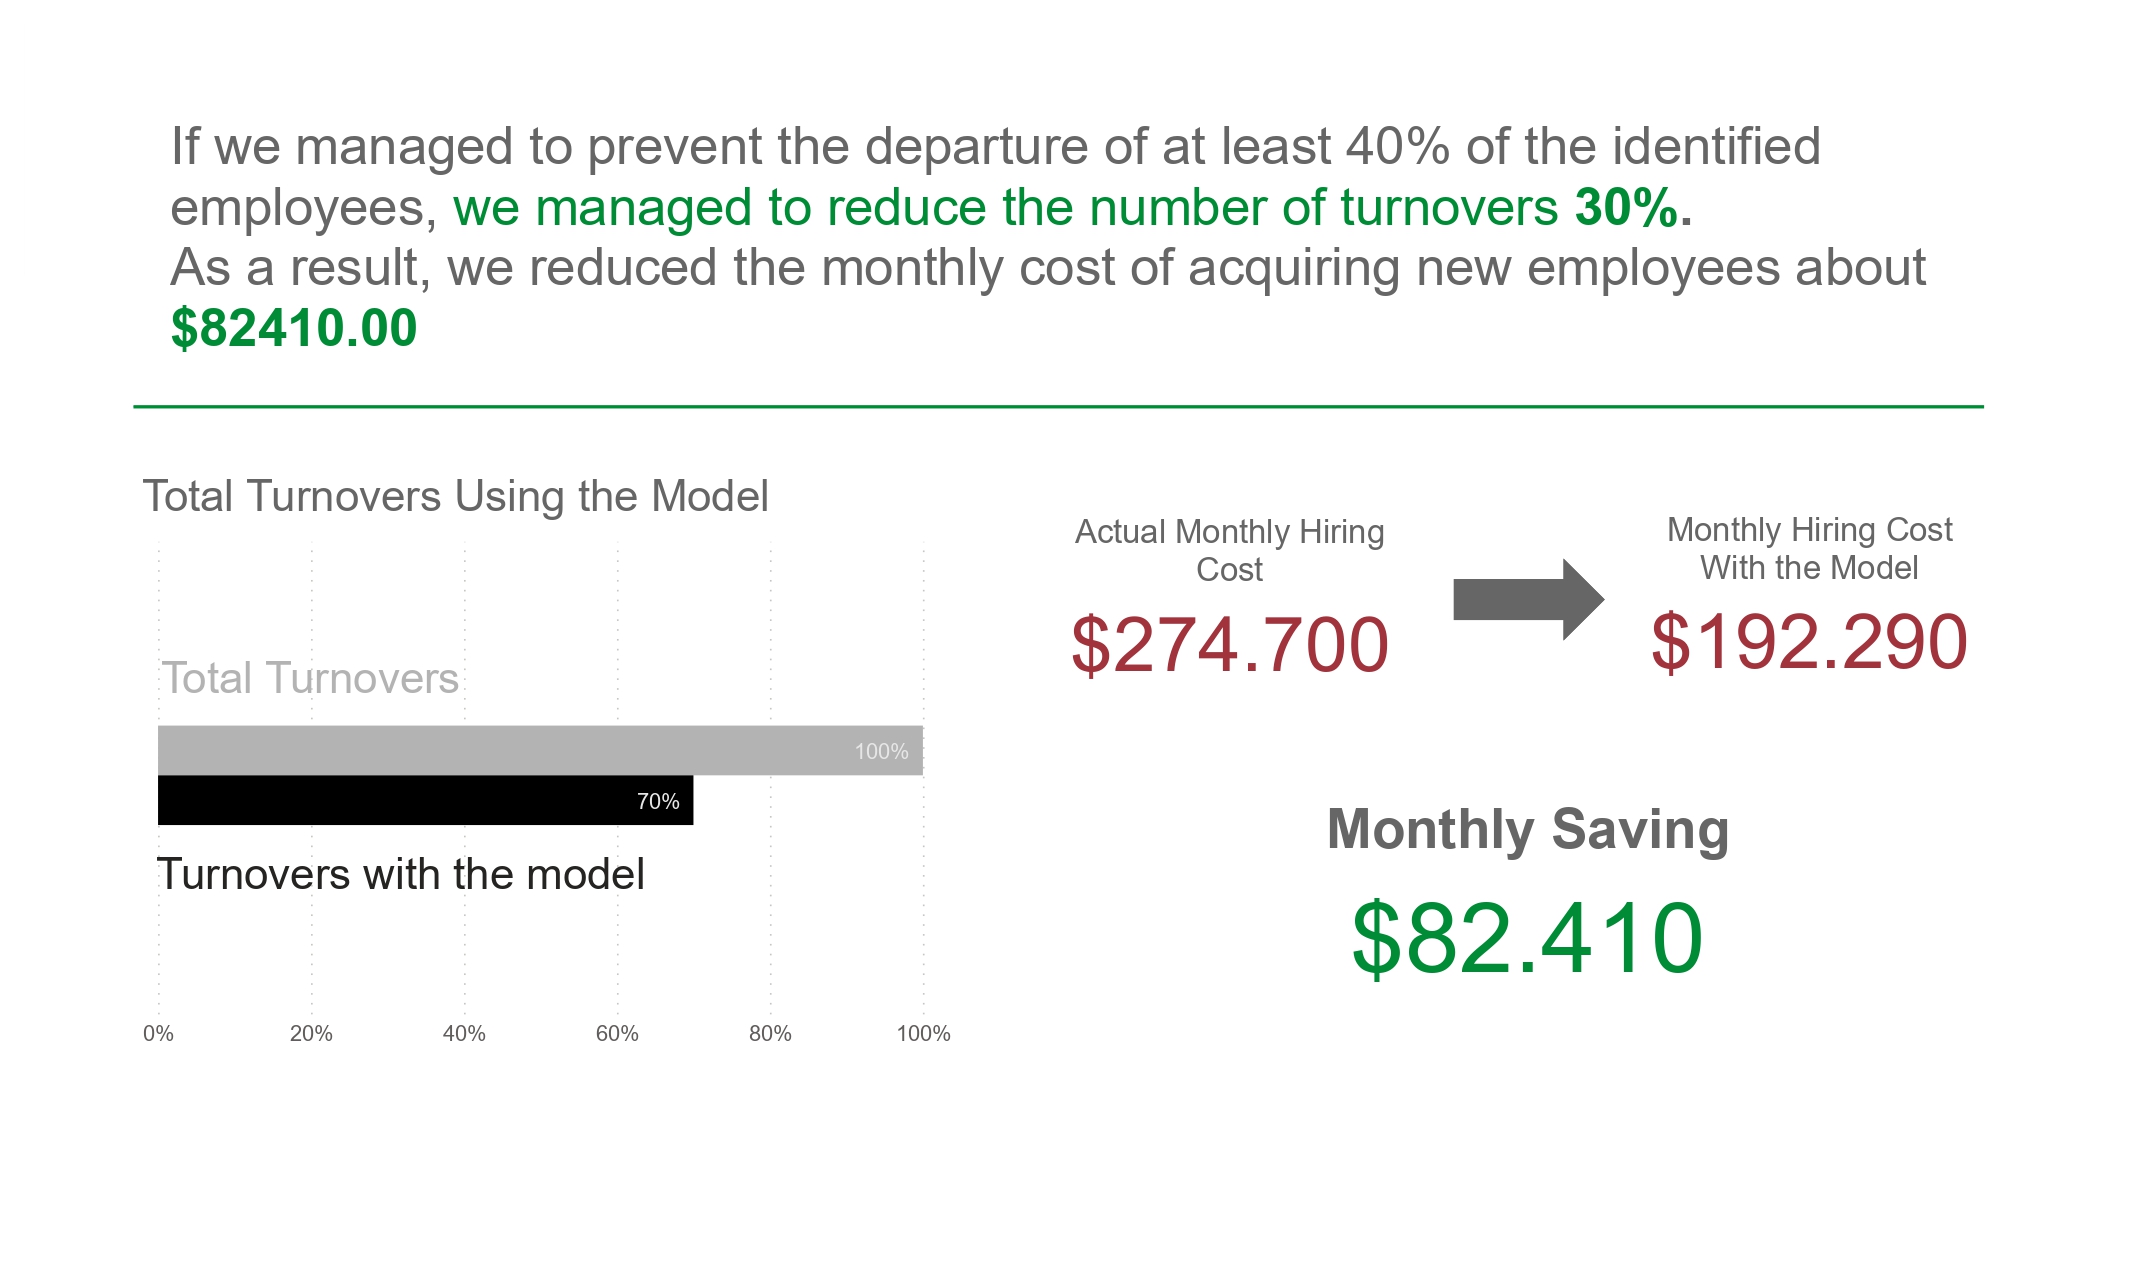 If we managed to prevent the departure of at least 40% of the identified
employees, we managed to reduce the number of turnovers 30%.
As a result, we reduced the monthly cost of acquiring new employees about
$82410.00
Total Turnovers Using the Model
Total Turnovers
100%
70%
Turnovers with the model
0% 20% 40% 60% 80% 100%
Actual Monthly Hiring
Cost
$274.700
Monthly Hiring Cost
With the Model
$192.290
Monthly Saving
$82.410